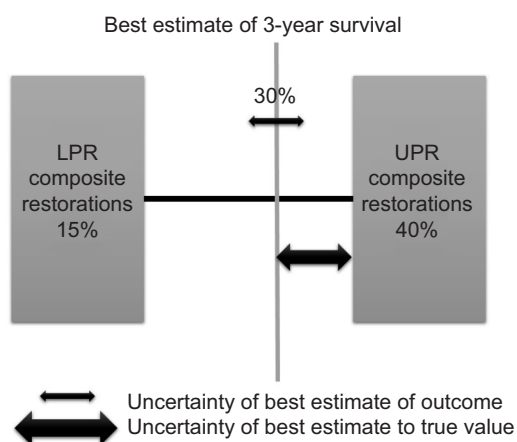 Best estimate of 3-year survival
30%
LPR
composite
restorations
15%
UPR
composite
restorations
40%
Uncertainty of best estimate of outcome
Uncertainty of best estimate to true value